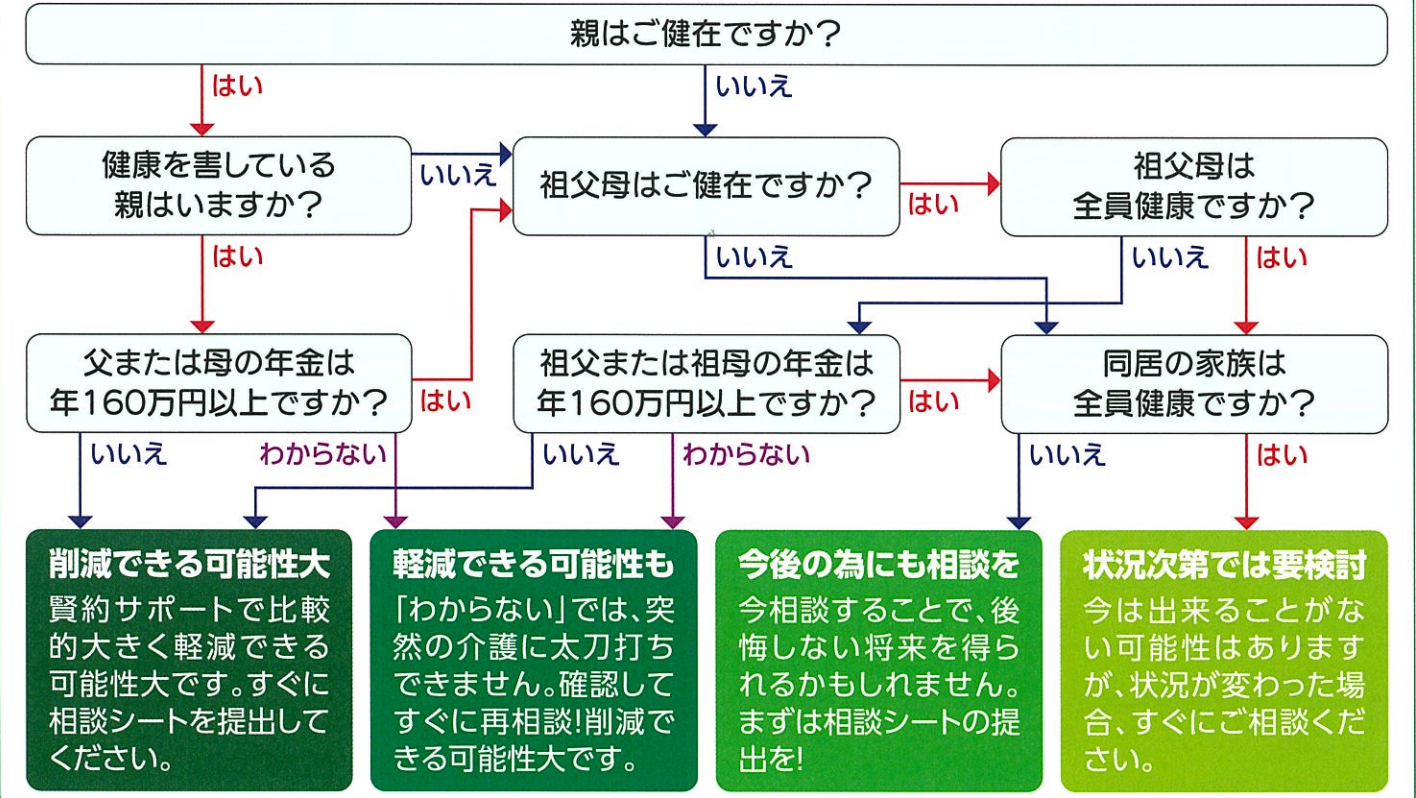 親はご健在ですか?
はい
いいえ
健康を害している
親はいますか?
いいえ
祖父母はご健在ですか?
はい
祖父母は
全員健康ですか?
はい
いいえ
いいえ
はい
父または母の年金は
年160万円以上ですか?
はい
祖父または祖母の年金は
年160万円以上ですか?
はい
同居の家族は
全員健康ですか?
いいえ
わからない
いいえ
わからない
いいえ
はい
削減できる可能性大
賢約サポートで比較
的大きく軽減できる
可能性大です。すぐに
相談シートを提出して
ください。
軽減できる可能性も
「わからない」では、突
然の介護に太刀打ち
できません。確認して
すぐに再相談!削減で
きる可能性大です。
今後の為にも相談を
今相談することで、後
悔しない将来を得ら
れるかもしれません。
まずは相談シートの提
出を!
状況次第では要検討
今は出来ることがな
い可能性はあります
が、状況が変わった場
合、すぐにご相談くだ
さい。